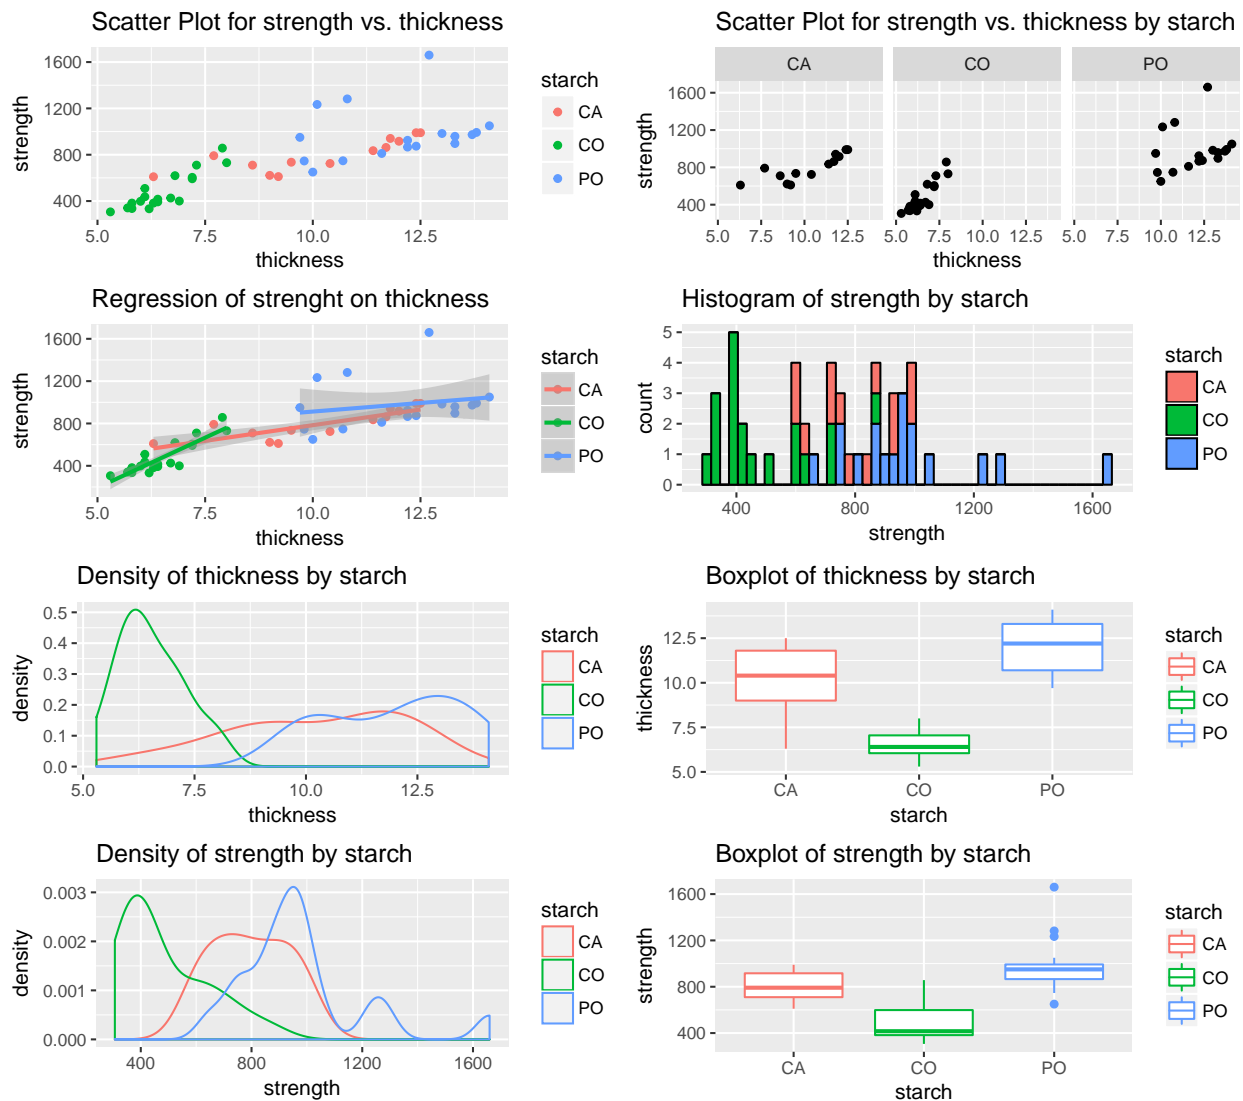 Scatter Plot for strength vs. thickness
1600
1200
800
400
strength
5.0 7.5 10.0 12.5
thickness
starch
CA
CO
PO
Scatter Plot for strength vs. thickness by starch
CA CO PO
1600
1200
800
400
strength
5.0 7.5 10.0 12.5 5.0 7.5 10.0 12.5 5.0 7.5 10.0 12.5
thickness
Regression of strenght on thickness
1600
1200
800
400
strength
5.0 7.5 10.0 12.5
thickness
starch
CA
CO
PO
Histogram of strength by starch
5
4
3
2
1
0
count
400 800 1200 1600
strength
starch
CA
CO
PO
Density of thickness by starch
0.5
0.4
0.3
0.2
0.1
0.0
density
5.0 7.5 10.0 12.5
thickness
starch
CA
CO
PO
Boxplot of thickness by starch
12.5
10.0
7.5
5.0
thickness
CA CO PO
starch
starch
CA
CO
PO
Density of strength by starch
0.003
0.002
0.001
0.000
density
400 800 1200 1600
strength
starch
CA
CO
PO
Boxplot of strength by starch
1600
1200
800
400
strength
CA CO PO
starch
starch
CA
CO
PO